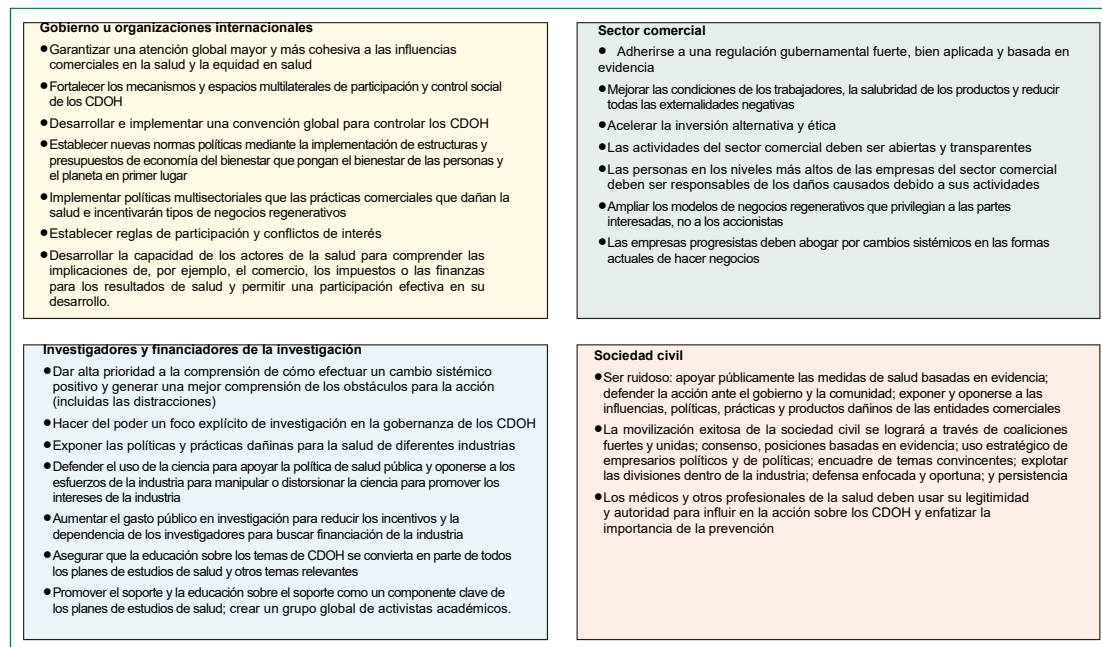 Gobierno u organizaciones internacionales
●Garantizar una atención global mayor y más cohesiva a las influencias
comerciales en la salud y la equidad en salud
●Fortalecer los mecanismos y espacios multilaterales de participación y control social
de los CDOH
●Desarrollar e implementar una convención global para controlar los CDOH
●Establecer nuevas normas políticas mediante la implementación de estructuras y
presupuestos de economía del bienestar que pongan el bienestar de las personas y
el planeta en primer lugar
●Implementar políticas multisectoriales que las prácticas comerciales que dañan la
salud e incentivarán tipos de negocios regenerativos
●Establecer reglas de participación y conflictos de interés
●Desarrollar la capacidad de los actores de la salud para comprender las
implicaciones de, por ejemplo, el comercio, los impuestos o las finanzas
para los resultados de salud y permitir una participación efectiva en su
desarrollo.
Sector comercial
● Adherirse a una regulación gubernamental fuerte, bien aplicada y basada en
evidencia
●Mejorar las condiciones de los trabajadores, la salubridad de los productos y reducir
todas las externalidades negativas
●Acelerar la inversión alternativa y ética
●Las actividades del sector comercial deben ser abiertas y transparentes
●Las personas en los niveles más altos de las empresas del sector comercial
deben ser responsables de los daños causados debido a sus actividades
●Ampliar los modelos de negocios regenerativos que privilegian a las partes
interesadas, no a los accionistas
●Las empresas progresistas deben abogar por cambios sistémicos en las formas
actuales de hacer negocios
Investigadores y financiadores de la investigación
●Dar alta prioridad a la comprensión de cómo efectuar un cambio sistémico
positivo y generar una mejor comprensión de los obstáculos para la acción
(incluidas las distracciones)
●Hacer del poder un foco explícito de investigación en la gobernanza de los CDOH
●Exponer las políticas y prácticas dañinas para la salud de diferentes industrias
●Defender el uso de la ciencia para apoyar la política de salud pública y oponerse a los
esfuerzos de la industria para manipular o distorsionar la ciencia para promover los
intereses de la industria
●Aumentar el gasto público en investigación para reducir los incentivos y la
dependencia de los investigadores para buscar financiación de la industria
●Asegurar que la educación sobre los temas de CDOH se convierta en parte de todos
los planes de estudios de salud y otros temas relevantes
●Promover el soporte y la educación sobre el soporte como un componente clave de
los planes de estudios de salud; crear un grupo global de activistas académicos.
Sociedad civil
●Ser ruidoso: apoyar públicamente las medidas de salud basadas en evidencia;
defender la acción ante el gobierno y la comunidad; exponer y oponerse a las
influencias, políticas, prácticas y productos dañinos de las entidades comerciales
●La movilización exitosa de la sociedad civil se logrará a través de coaliciones
fuertes y unidas; consenso, posiciones basadas en evidencia; uso estratégico de
empresarios políticos y de políticas; encuadre de temas convincentes; explotar
las divisiones dentro de la industria; defensa enfocada y oportuna; y persistencia
●Los médicos y otros profesionales de la salud deben usar su legitimidad
y autoridad para influir en la acción sobre los CDOH y enfatizar la
importancia de la prevención